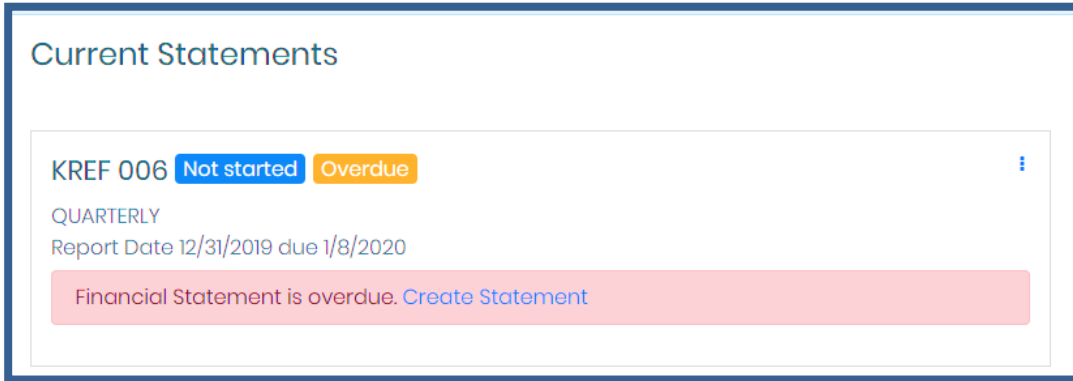 Current Statements
KREF 006 Not started Overdue
QUARTERLY
Report Date 12/31/2019 due 1/8/2020
Financial Statement is overdue. Create Statement